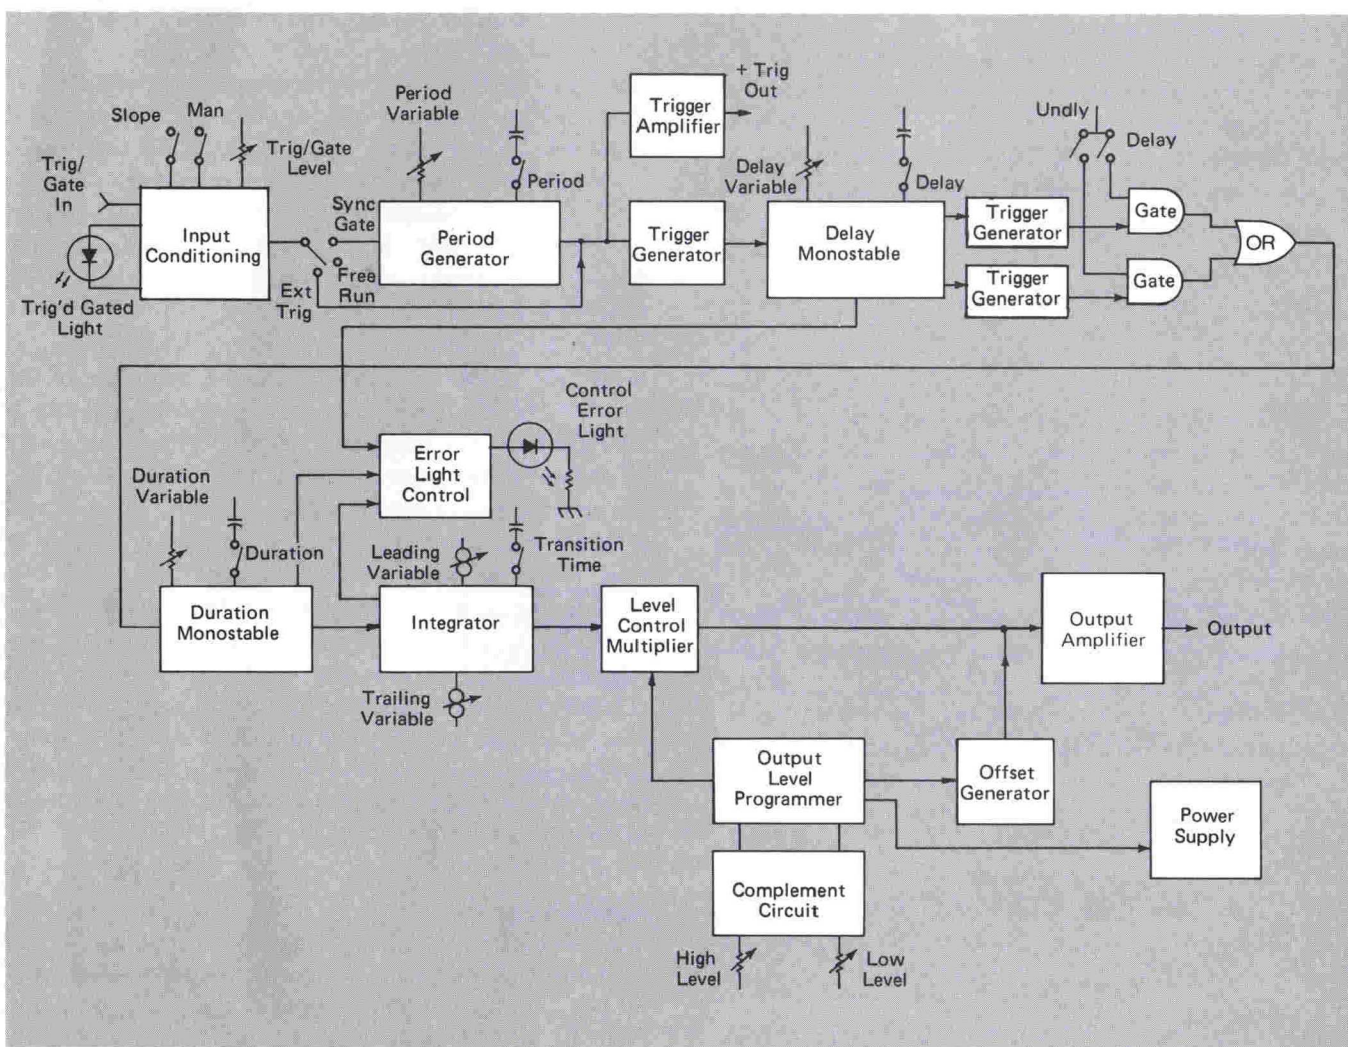 Slope
Man
Trig/Gate
Level
Trig/
Gate
In
Input
Conditioning
Trig'd Gated
Light
Sync
Gate
Free
Run
Ext
Trig
Period
Variable
Period
Period
Generator
Trigger
Amplifier
+ Trig
Out
Trigger
Generator
Delay
Variable
Delay
Delay
Monostable
Trigger
Generator
Trigger
Generator
Undly
Delay
Gate
Gate
OR
Control
Error
Light
Error
Light
Control
Duration
Variable
Duration
Duration
Monostable
Leading
Variable
Transition
Time
Integrator
Trailing
Variable
Level
Control
Multiplier
Output
Amplifier
Output
Output
Level
Programmer
Offset
Generator
Power
Supply
Complement
Circuit
High
Level
Low
Level